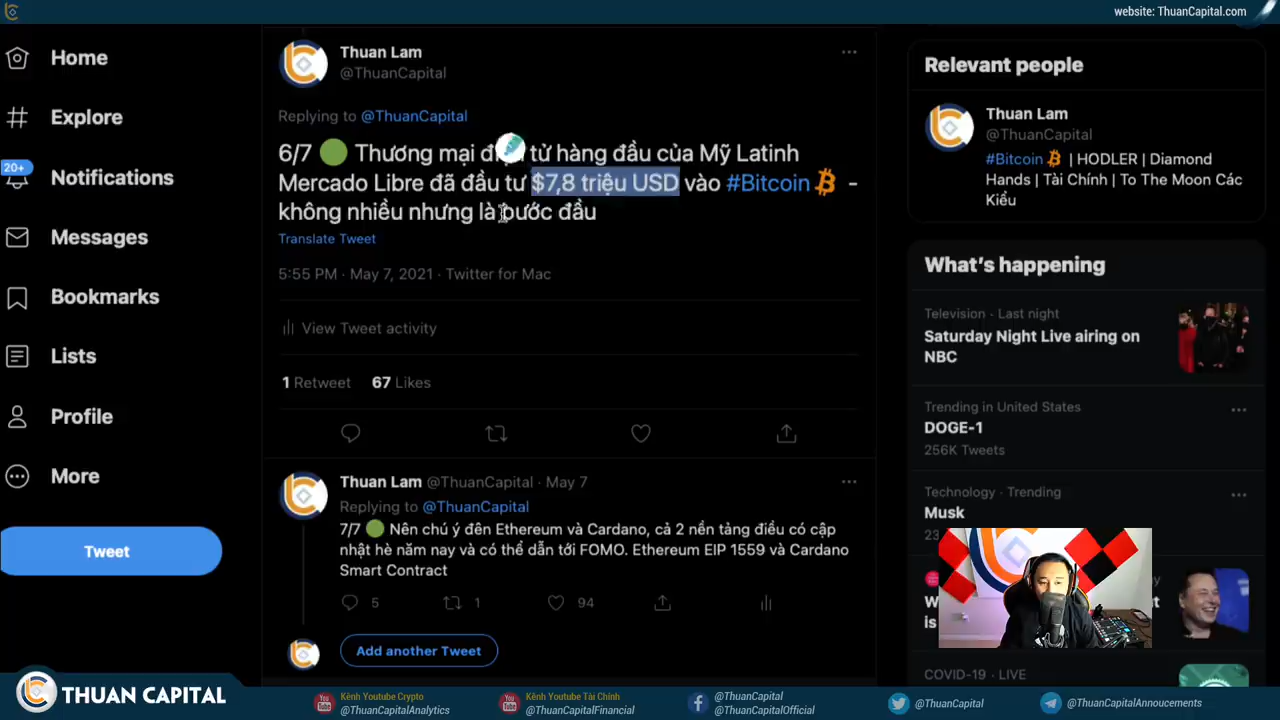 website: ThuanCapital.com
Home
Explore
20+
Notifications
Messages
Bookmarks
Lists
Profile
More
Tweet
Thuan Lam
@ThuanCapital
Replying to @ThuanCapital
6/7 🟢 Thương mại điện tử hàng đầu của Mỹ Latinh
Mercado Libre đã đầu tư $7,8 triệu USD vào #Bitcoin -
không nhiều nhưng là bước đầu
Translate Tweet
5:55 PM · May 7, 2021 · Twitter for Mac
View Tweet activity
1 Retweet 67 Likes
Thuan Lam @ThuanCapital · May 7
Replying to @ThuanCapital
7/7 🟢 Nên chú ý đên Ethereum và Cardano, cả 2 nền tảng điều có cập
nhật hè năm nay và có thể dẫn tới FOMO. Ethereum EIP 1559 và Cardano
Smart Contract
5 1 94
Add another Tweet
Relevant people
Thuan Lam
@ThuanCapital
#Bitcoin | HODLER | Diamond
Hands | Tài Chính | To The Moon Các
Kiểu
What's happening
Television · Last night
Saturday Night Live airing on
NBC
Trending in United States
DOGE-1
256K Tweets
Technology · Trending
Musk
COVID-19 · LIVE
THUAN CAPITAL
Kênh Youtube Crypto
@ThuanCapitalAnalytics
Kênh Youtube Tài Chính
@ThuanCapitalFinancial
@ThuanCapital
@ThuanCapitalOfficial
@ThuanCapital
@ThuanCapitalAnnoucements